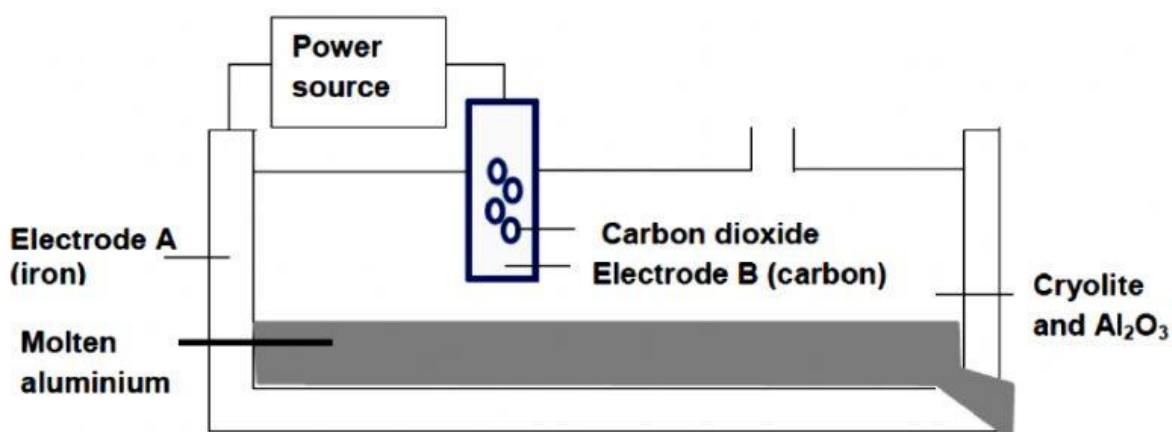 Power
source
Electrode A
(iron)
Carbon dioxide
Electrode B (carbon)
Cryolite
and Al₂O₃
Molten
aluminium